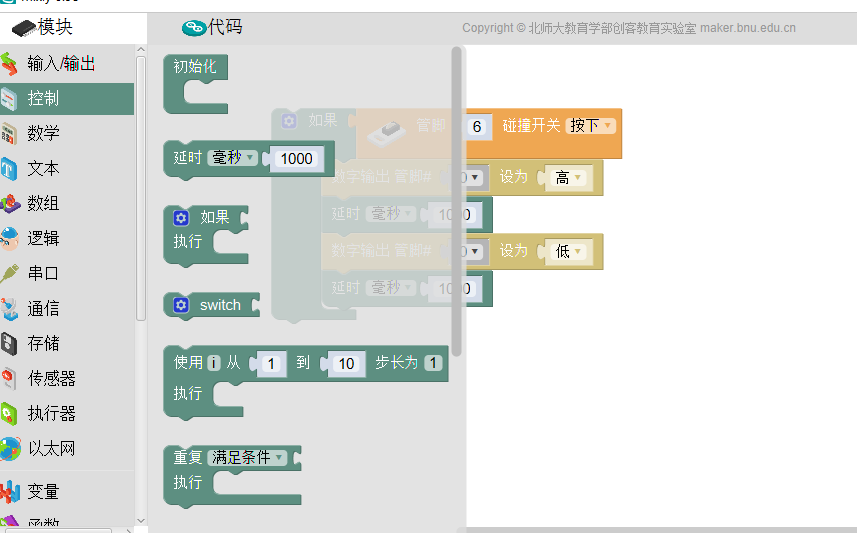 模块
代码
Copyright © 北师大教育学部创客教育实验室 maker.bnu.edu.cn
输入/输出
控制
数学
文本
数组
逻辑
串口
通信
存储
传感器
执行器
以太网
变量
函数
初始化
延时 毫秒 1000
如果
执行
switch
使用 i 从 1 到 10 步长为 1
执行
重复 满足条件
执行
如果 管脚 6 碰撞开关 按下
数字输出 管脚# 0 设为 高
延时 毫秒 1000
数字输出 管脚# 0 设为 低
延时 毫秒 1000